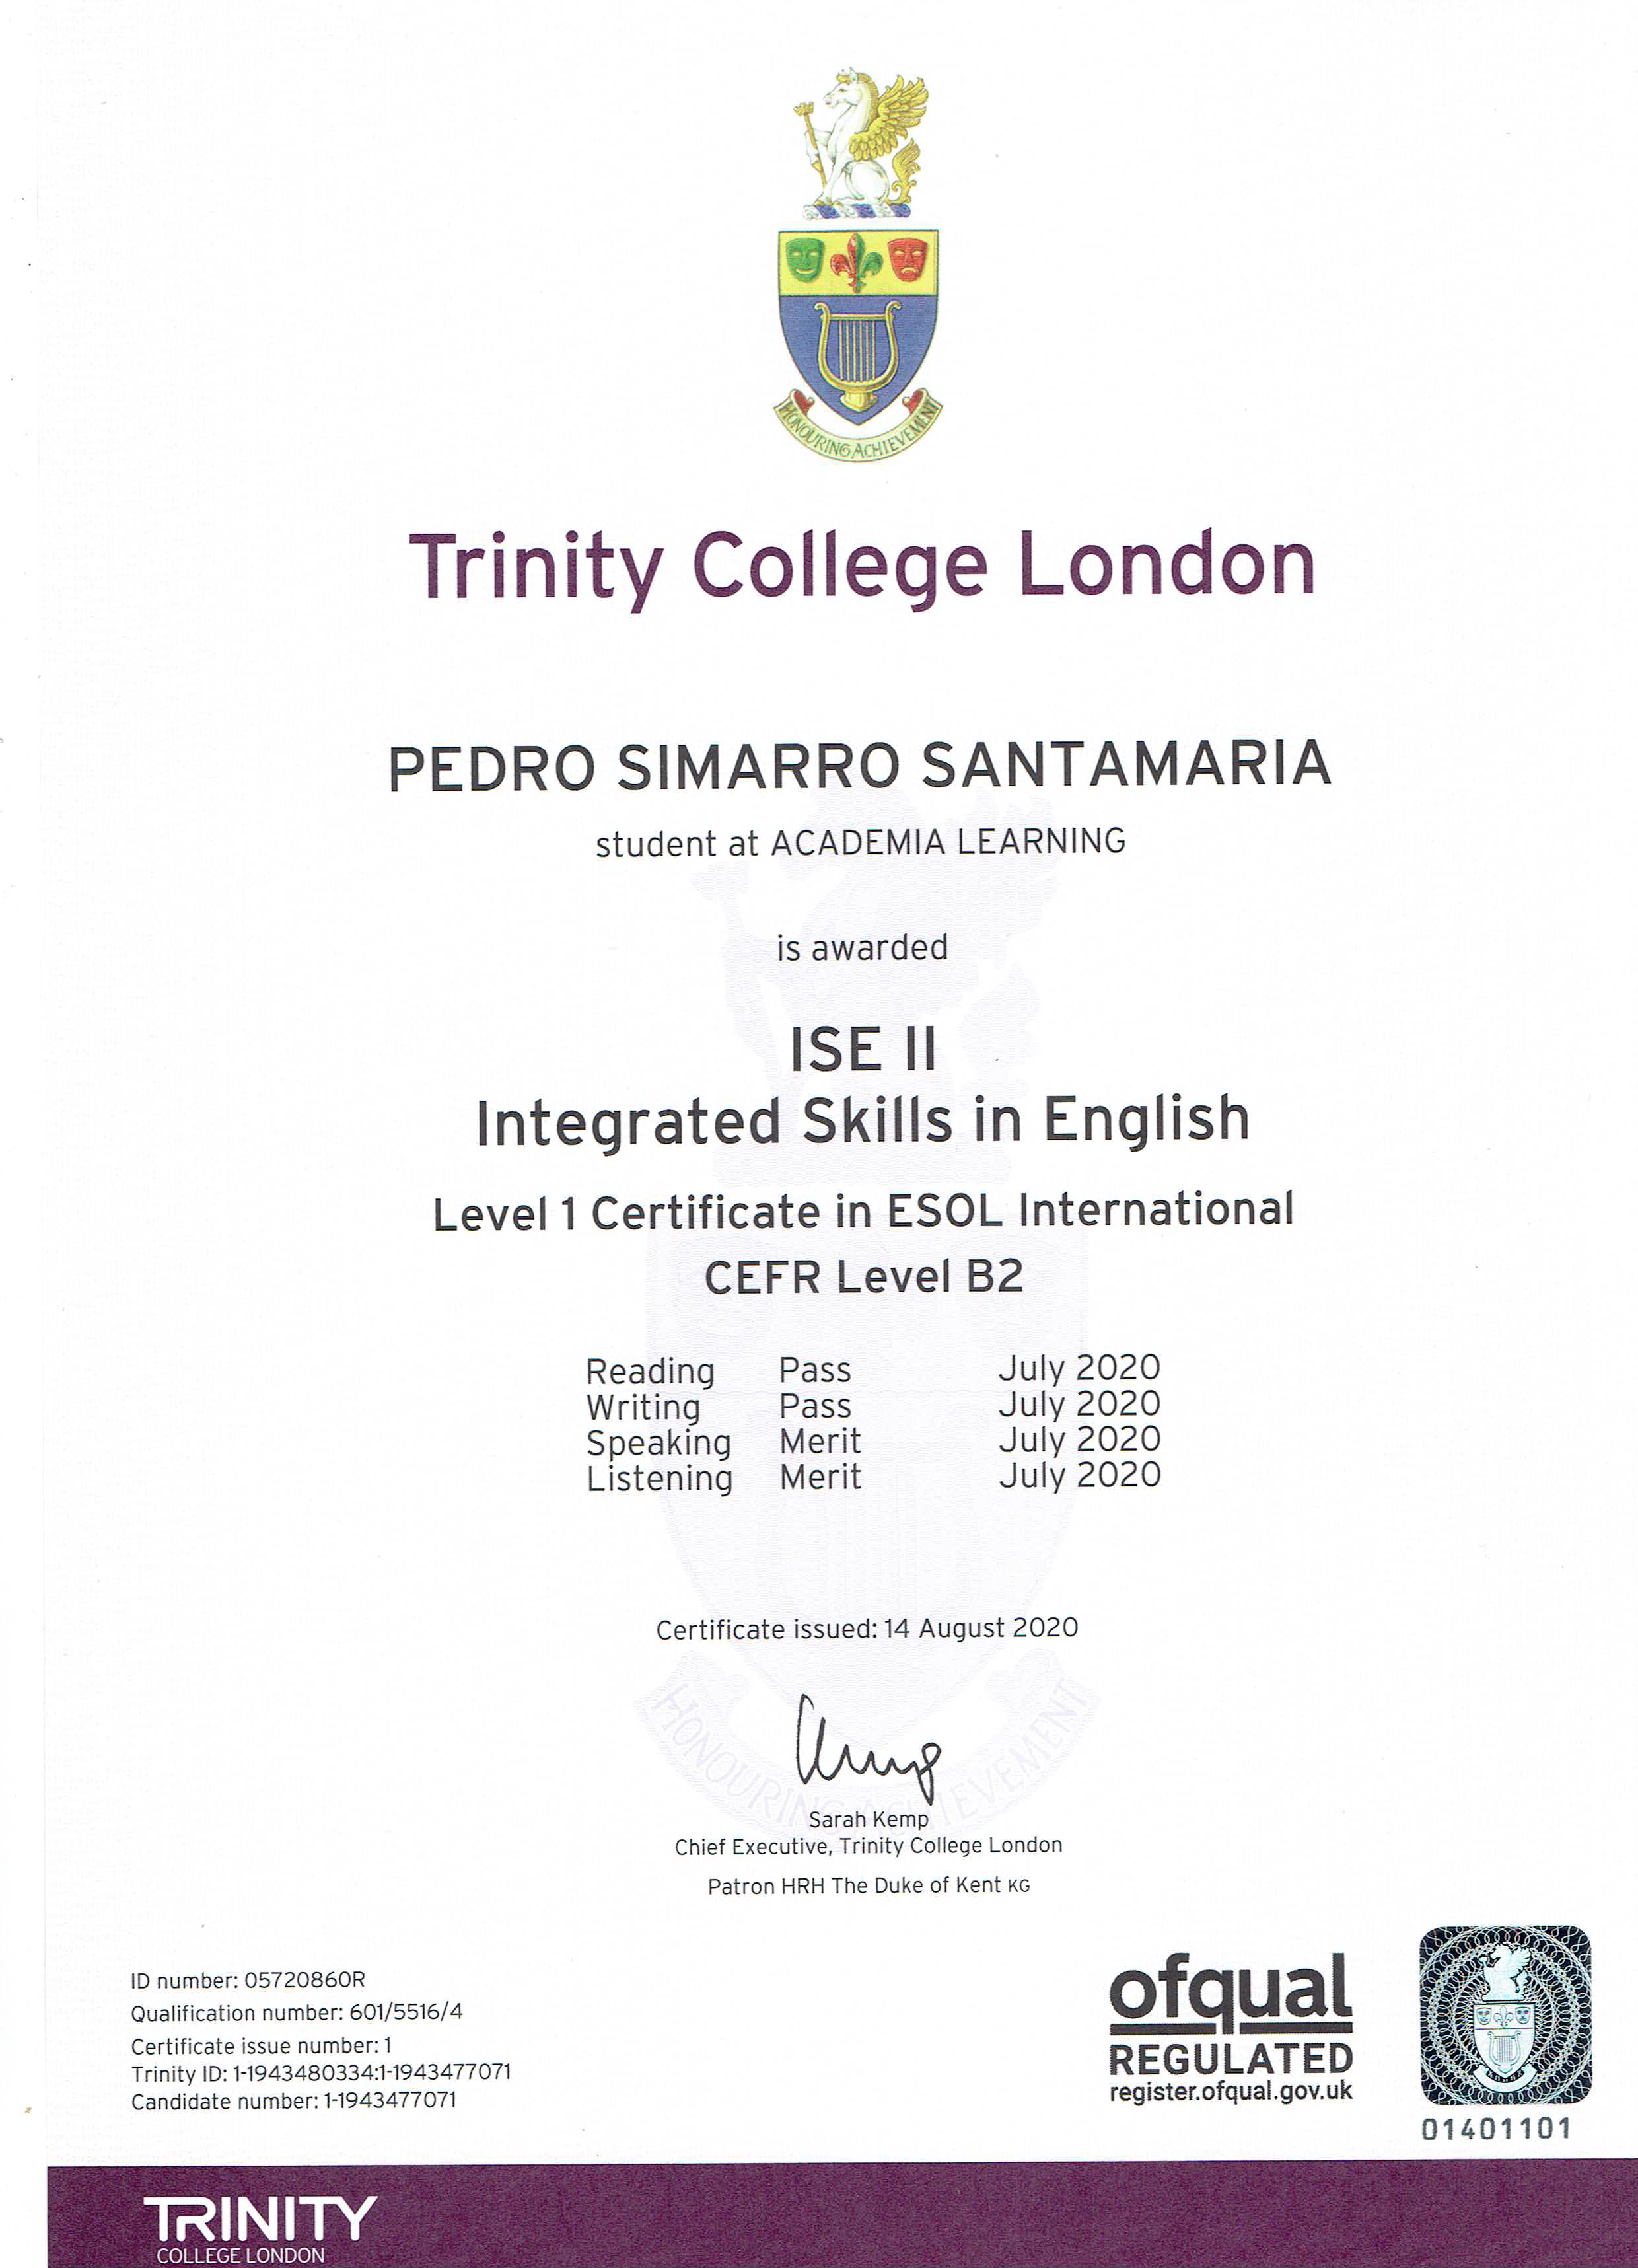 HONOURING ACHIEVEMENT
Trinity College London
PEDRO SIMARRO SANTAMARIA
student at ACADEMIA LEARNING
is awarded
ISE II
Integrated Skills in English
Level 1 Certificate in ESOL International
CEFR Level B2
Reading Pass July 2020
Writing Pass July 2020
Speaking Merit July 2020
Listening Merit July 2020
Certificate issued: 14 August 2020
HONOURING ACHIEVEMENT
Kemp
Sarah Kemp
Chief Executive, Trinity College London
Patron HRH The Duke of Kent KG
ID number: 05720860R
Qualification number: 601/5516/4
Certificate issue number: 1
Trinity ID: 1-1943480334:1-1943477071
Candidate number: 1-1943477071
ofqual
REGULATED
register.ofqual.gov.uk
01401101
TRINITY
COLLEGE LONDON